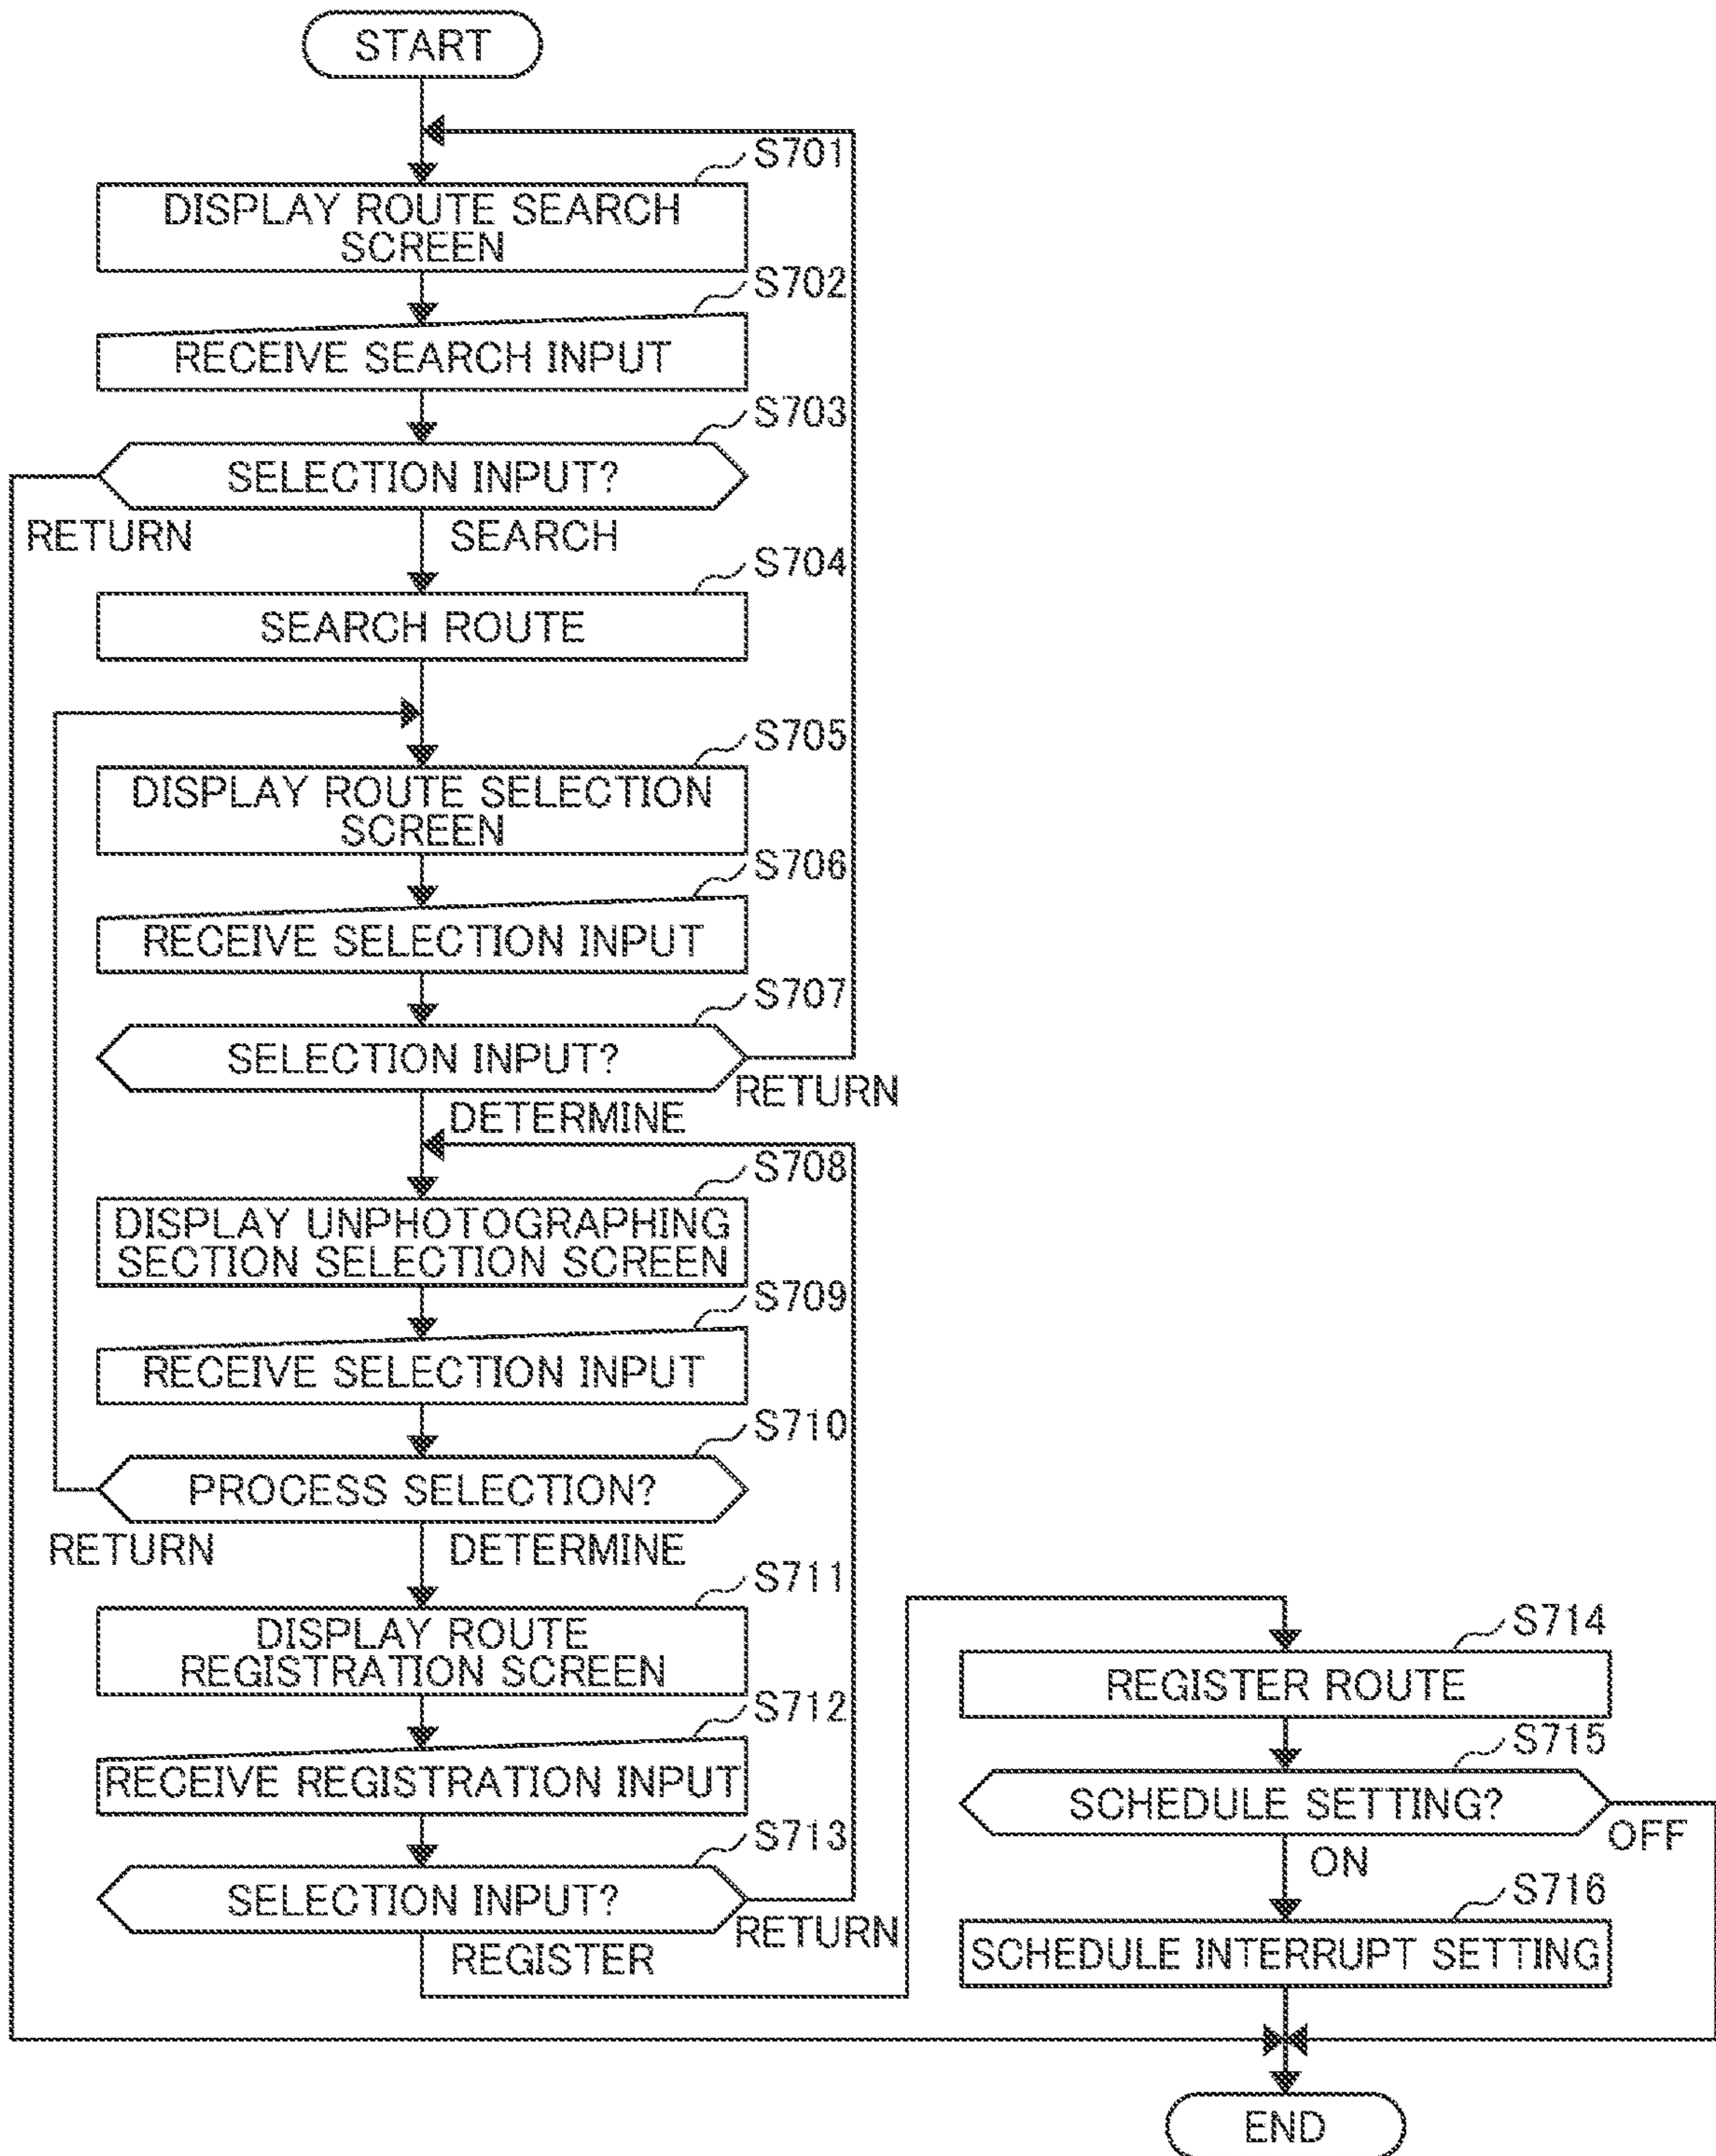 START
S701
DISPLAY ROUTE SEARCH
SCREEN
S702
RECEIVE SEARCH INPUT
S703
SELECTION INPUT?
RETURN
SEARCH
S704
SEARCH ROUTE
S705
DISPLAY ROUTE SELECTION
SCREEN
S706
RECEIVE SELECTION INPUT
S707
SELECTION INPUT?
RETURN
DETERMINE
S708
DISPLAY UNPHOTOGRAPHING
SECTION SELECTION SCREEN
S709
RECEIVE SELECTION INPUT
S710
PROCESS SELECTION?
RETURN
DETERMINE
S711
DISPLAY ROUTE
REGISTRATION SCREEN
S712
RECEIVE REGISTRATION INPUT
S713
SELECTION INPUT?
RETURN
REGISTER
S714
REGISTER ROUTE
S715
SCHEDULE SETTING?
OFF
ON
S716
SCHEDULE INTERRUPT SETTING
END